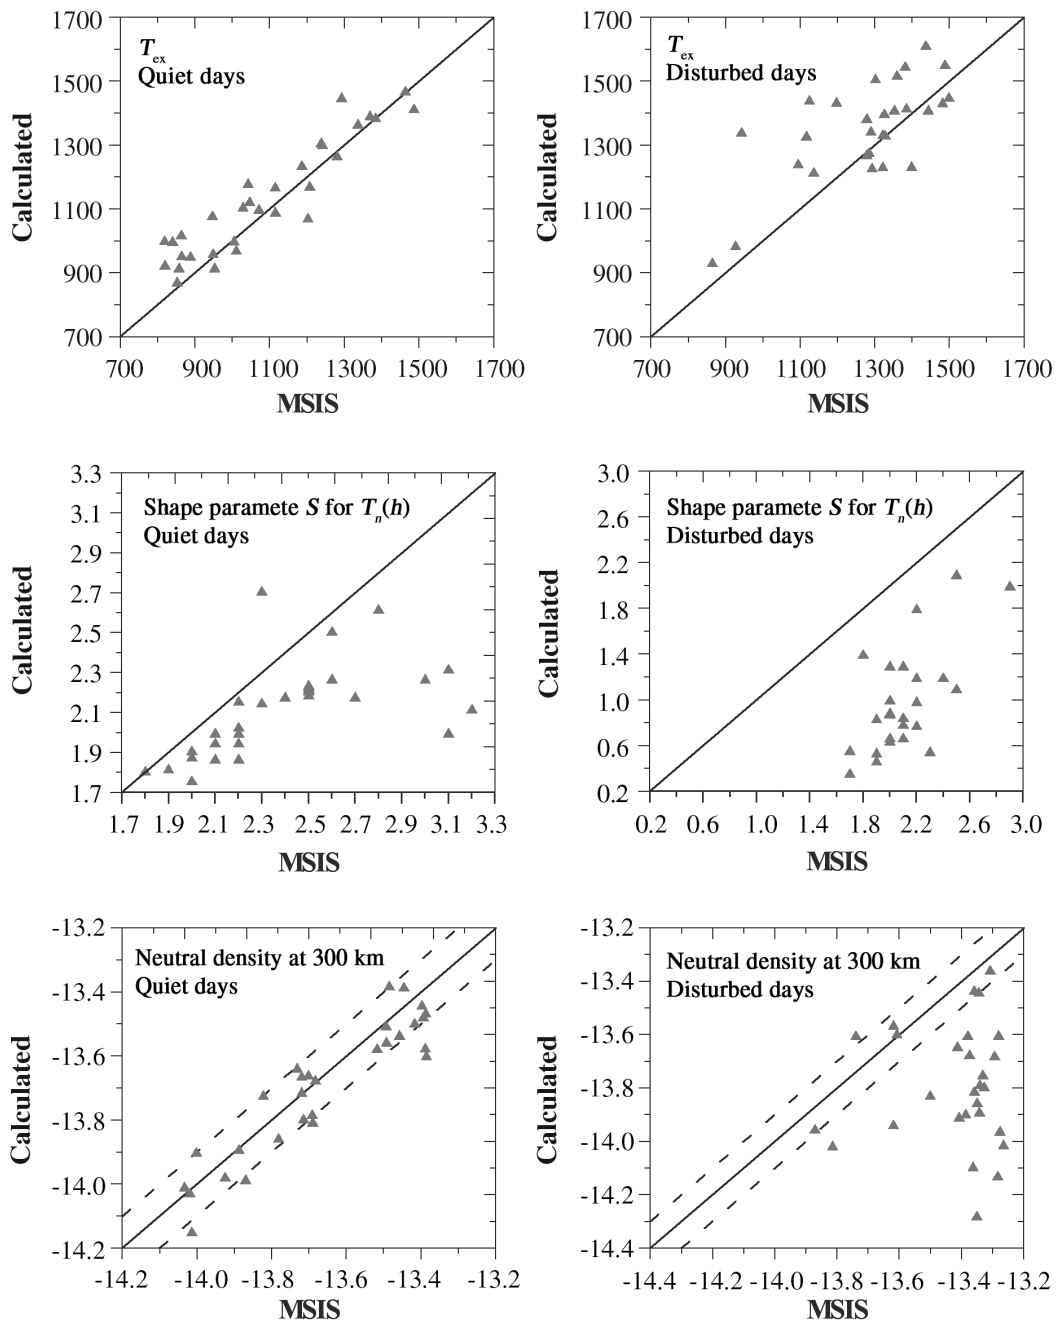 1700
1500
1300
1100
900
700
Calculated
T_ex
Quiet days
700 900 1100 1300 1500 1700
MSIS
1700
1500
1300
1100
900
700
Calculated
T_ex
Disturbed days
700 900 1100 1300 1500 1700
MSIS
3.3
3.1
2.9
2.7
2.5
2.3
2.1
1.9
1.7
Calculated
Shape paramete S for T_n(h)
Quiet days
1.7 1.9 2.1 2.3 2.5 2.7 2.9 3.1 3.3
MSIS
3.0
2.6
2.2
1.8
1.4
1.0
0.6
0.2
Calculated
Shape paramete S for T_n(h)
Disturbed days
0.2 0.6 1.0 1.4 1.8 2.2 2.6 3.0
MSIS
-13.2
-13.4
-13.6
-13.8
-14.0
-14.2
Calculated
Neutral density at 300 km
Quiet days
-14.2 -14.0 -13.8 -13.6 -13.4 -13.2
MSIS
-13.2
-13.4
-13.6
-13.8
-14.0
-14.2
-14.4
Calculated
Neutral density at 300 km
Disturbed days
-14.4 -14.2 -14.0 -13.8 -13.6 -13.4 -13.2
MSIS